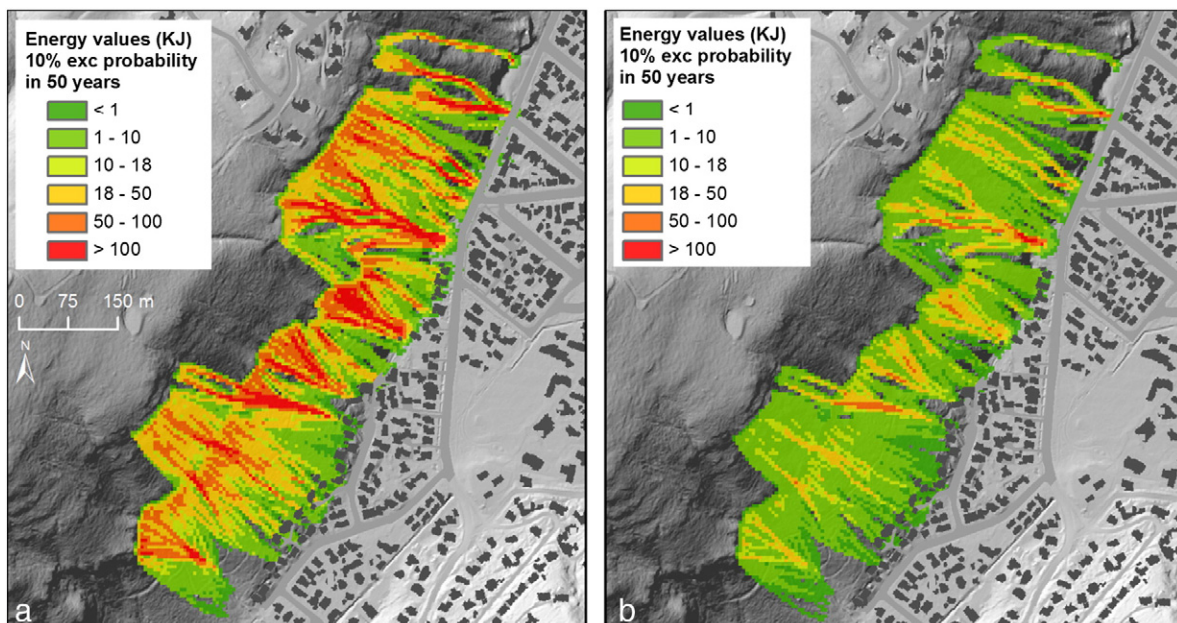 Energy values (KJ)
10% exc probability
in 50 years
< 1
1 - 10
10 - 18
18 - 50
50 - 100
> 100
0 75 150 m
N
a
Energy values (KJ)
10% exc probability
in 50 years
< 1
1 - 10
10 - 18
18 - 50
50 - 100
> 100
b